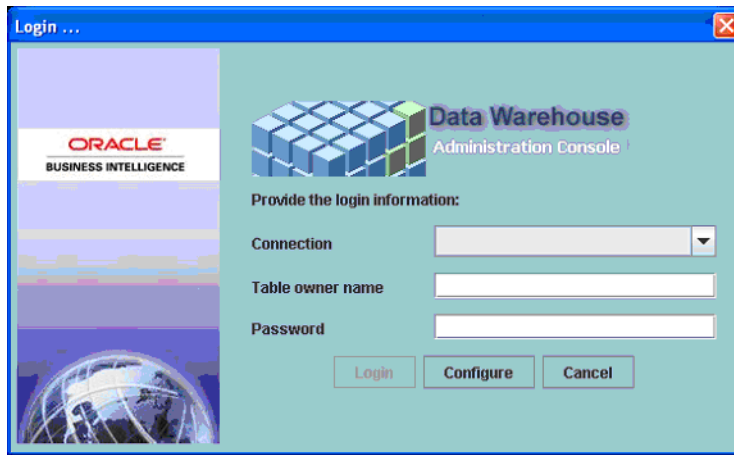 Login ...
ORACLE
BUSINESS INTELLIGENCE
Data Warehouse
Administration Console
Provide the login information:
Connection
Table owner name
Password
Login Configure Cancel